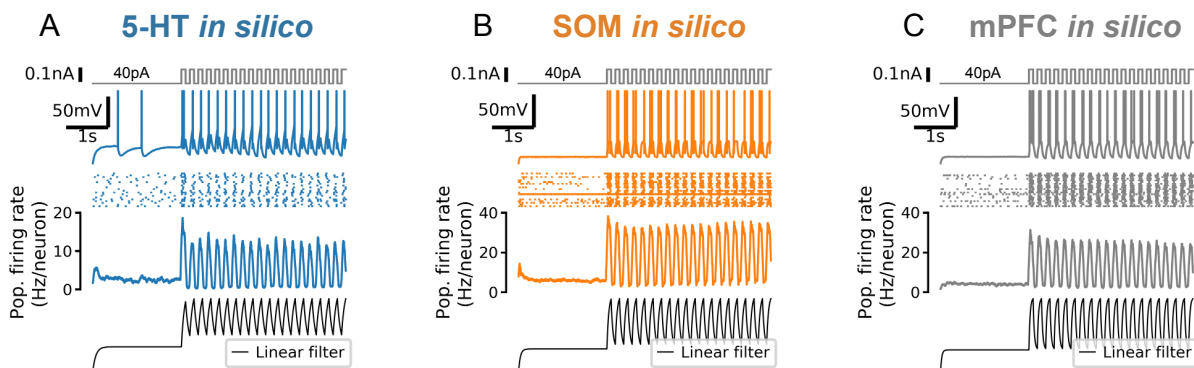 A 5-HT in silico
0.1nA
40pA
50mV
1s
Pop. firing rate
(Hz/neuron)
20
10
0
Linear filter
B SOM in silico
0.1nA
40pA
50mV
1s
Pop. firing rate
(Hz/neuron)
40
20
0
Linear filter
C mPFC in silico
0.1nA
40pA
50mV
1s
Pop. firing rate
(Hz/neuron)
40
20
0
Linear filter